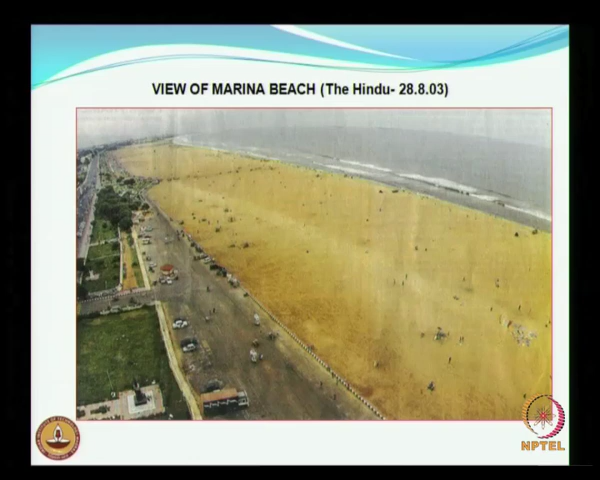 VIEW OF MARINA BEACH (The Hindu- 28.8.03)
NPTEL